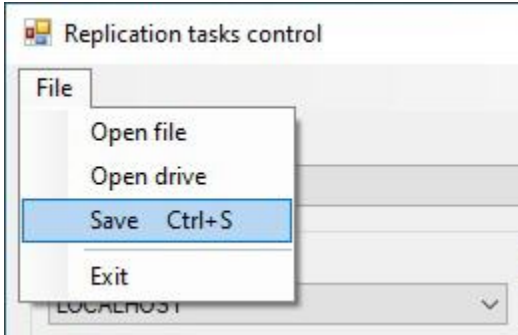 Replication tasks control
File
Open file
Open drive
Save Ctrl+S
Exit
LOCALHOST